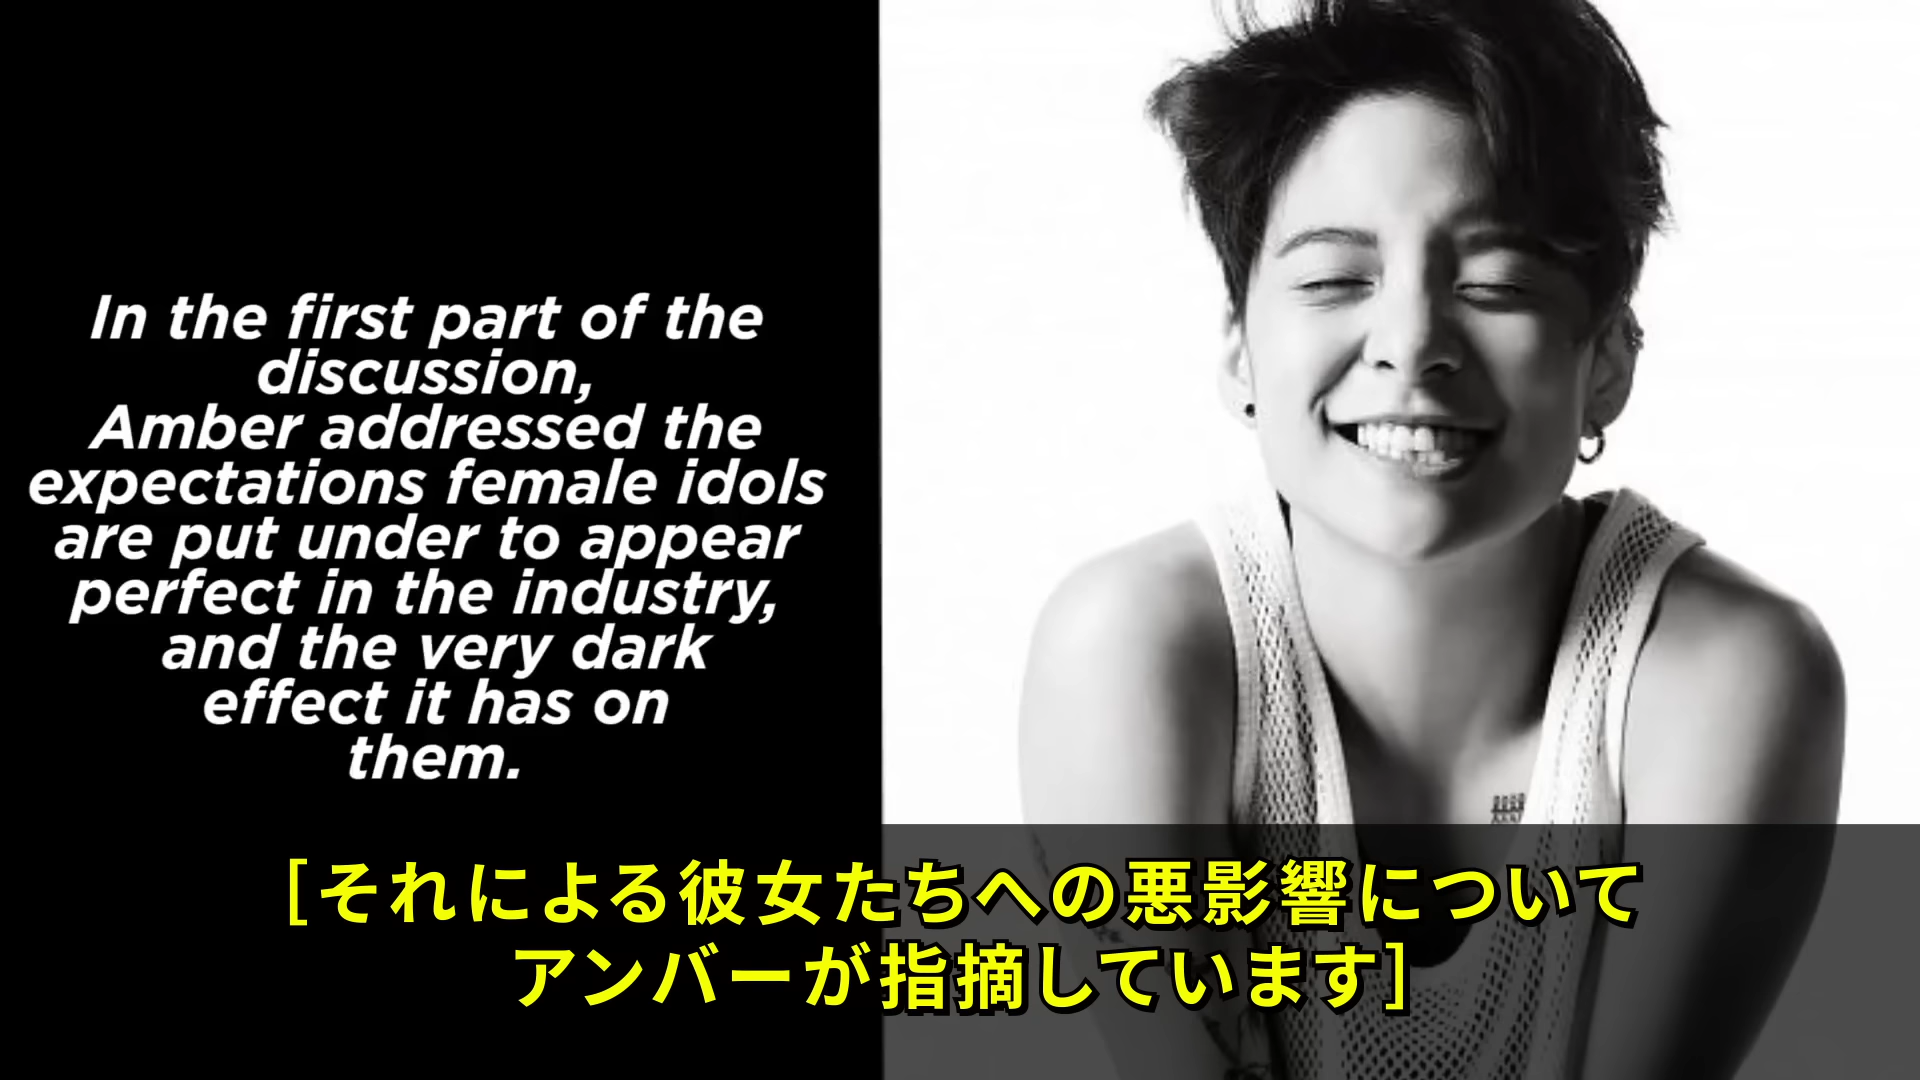 In the first part of the
discussion,
Amber addressed the
expectations female idols
are put under to appear
perfect in the industry,
and the very dark
effect it has on
them.
[それによる彼女たちへの悪影響について
アンバーが指摘しています]